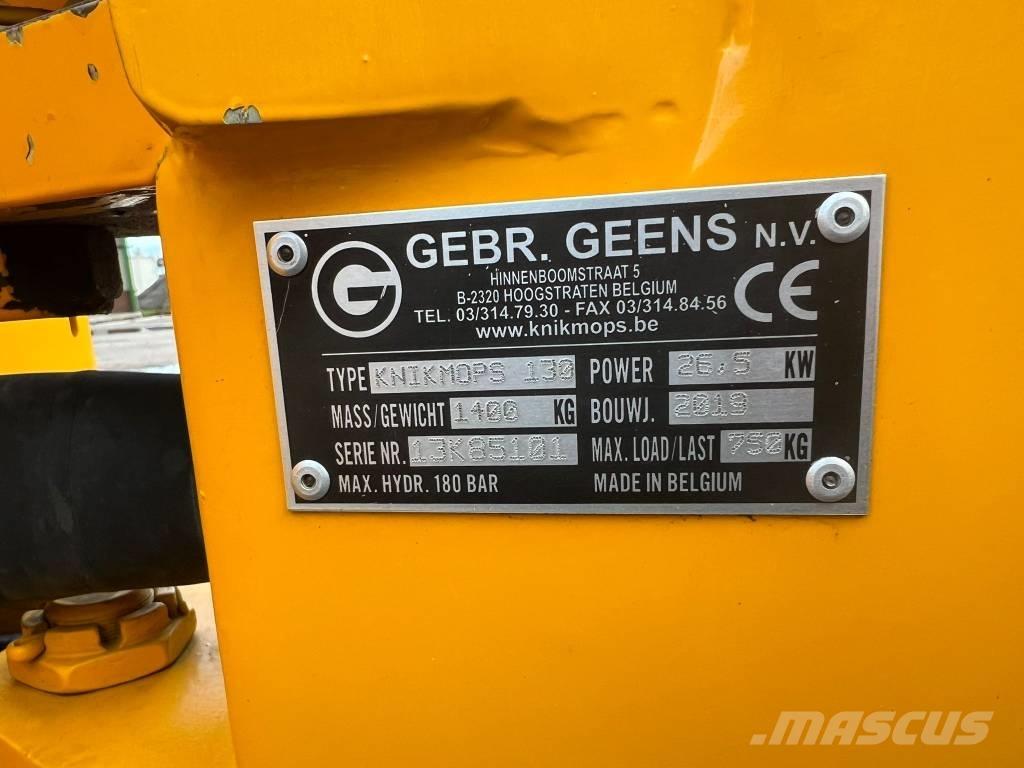 G
GEBR. GEENS N.V.
HINNENBOOMSTRAAT 5
B-2320 HOOGSTRATEN BELGIUM
TEL. 03/314.79.30 - FAX 03/314.84.56
www.knikmops.be
CE
TYPE KNIKMOPS 130 POWER 26,5 KW
MASS/GEWICHT 1400 KG BOUWJ. 2019
SERIE NR. 13K85101 MAX. LOAD/LAST 750 KG
MAX. HYDR. 180 BAR MADE IN BELGIUM
MASCUS